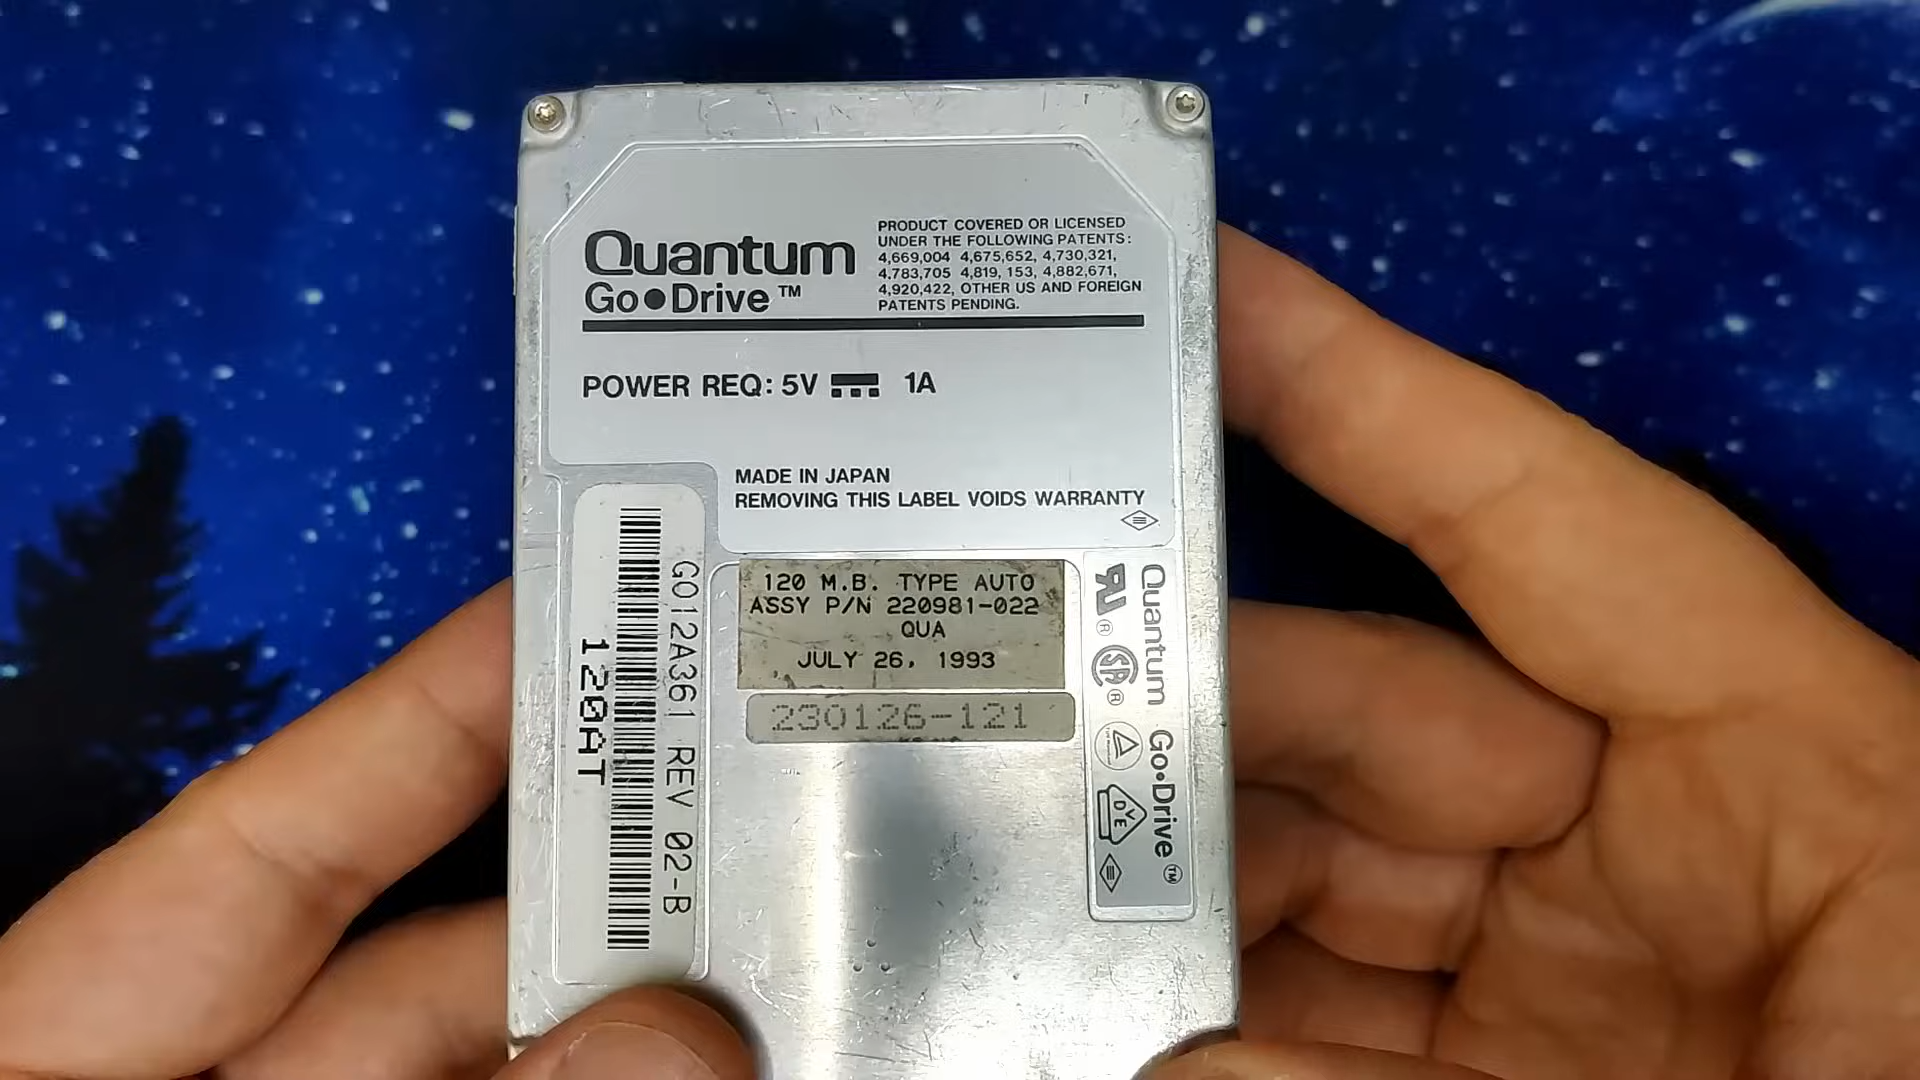 Quantum
Go•Drive™
PRODUCT COVERED OR LICENSED
UNDER THE FOLLOWING PATENTS:
4,669,004 4,675,652, 4,730,321,
4,783,705 4,819, 153, 4,882,671,
4,920,422, OTHER US AND FOREIGN
PATENTS PENDING.
POWER REQ: 5V 1A
MADE IN JAPAN
REMOVING THIS LABEL VOIDS WARRANTY
GO12A361 REV 02-B
120AT
120 M.B. TYPE AUTO
ASSY P/N 220981-022
QUA
JULY 26, 1993
230126-121
Quantum Go•Drive™